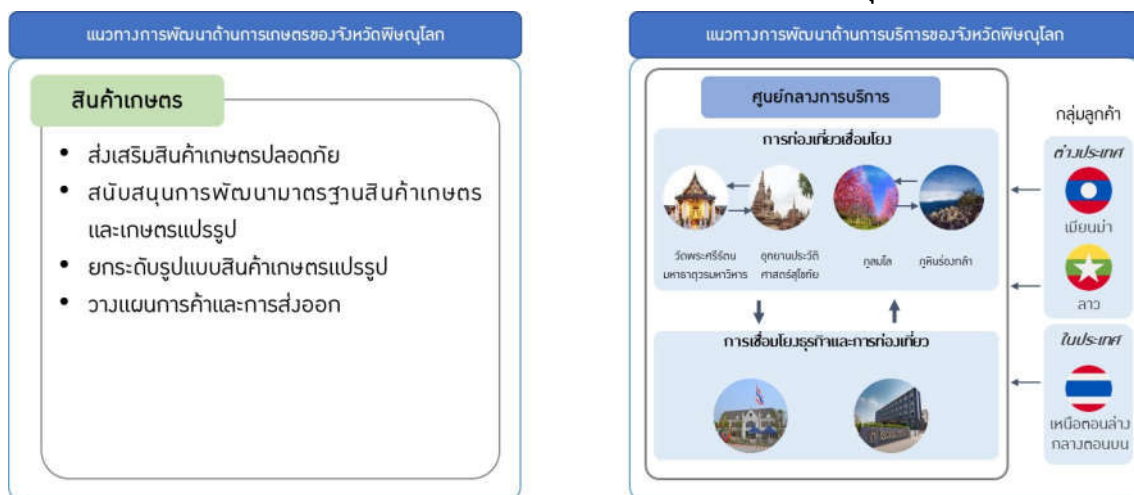 แนวทางการพัฒนาด้านการเกษตรของจังหวัดพิษณุโลก
สินค้าเกษตร
• ส่งเสริมสินค้าเกษตรปลอดภัย
• สนับสนุนการพัฒนามาตรฐานสินค้าเกษตร
และเกษตรแปรรูป
• ยกระดับรูปแบบสินค้าเกษตรแปรรูป
• วางแผนการค้าและการส่งออก
แนวทางการพัฒนาด้านการบริการของจังหวัดพิษณุโลก
ศูนย์กลางการบริการ
การท่องเที่ยวเชื่อมโยง
วัดพระศรีรัตน
มหาธาตุวรมหาวิหาร
อุทยานประวัติ
ศาสตร์สุโขทัย
ภูลมโล
ภูหินร่องกล้า
การเชื่อมโยงธุรกิจและการท่องเที่ยว
กลุ่มลูกค้า
ต่างประเทศ
เมียนม่า
ลาว
ในประเทศ
เหนือตอนล่าง
กลางตอนบน